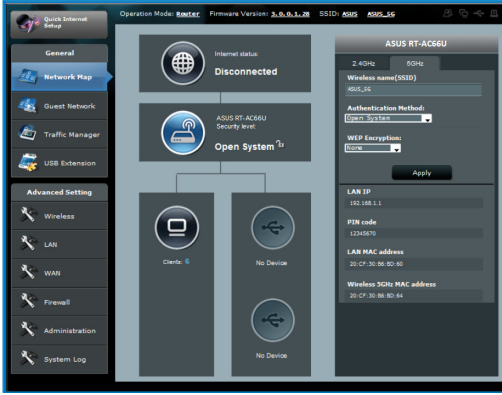 Quick Internet
Setup
Operation Mode: Router Firmware Version: 3.0.0.1.28 SSID: ASUS ASUS_5G
General
Network Map
Guest Network
Traffic Manager
USB Extension
Advanced Setting
Wireless
LAN
WAN
Firewall
Administration
System Log
Internet status:
Disconnected
ASUS RT-AC66U
Security level:
Open System
Clients: 6
No Device
No Device
ASUS RT-AC66U
2.4GHz 5GHz
Wireless name(SSID)
ASUS_5G
Authentication Method:
Open System
WEP Encryption:
None
Apply
LAN IP
192.168.1.1
PIN code
12345670
LAN MAC address
20:CF:30:B6:BD:60
Wireless 5GHz MAC address
20:CF:30:B6:BD:64